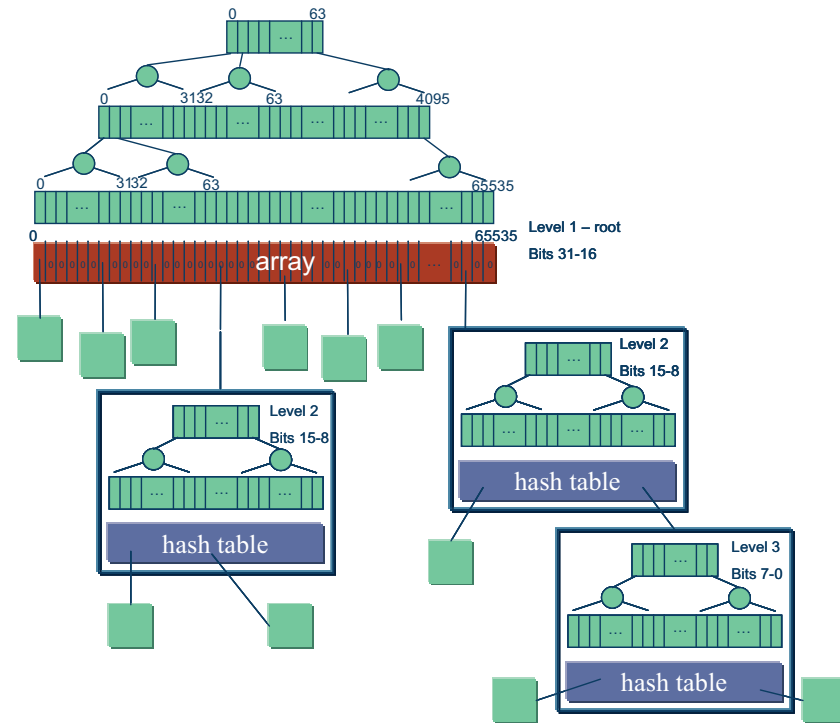 0 63
...
0 3132 63 4095
... ... ... ...
0 3132 63 65535
... ... ... ... ...
0 65535
Level 1 – root
Bits 31-16
array
...
Level 2
Bits 15-8
...
... ... ...
hash table
Level 2
Bits 15-8
...
... ... ...
hash table
Level 3
Bits 7-0
...
... ... ...
hash table